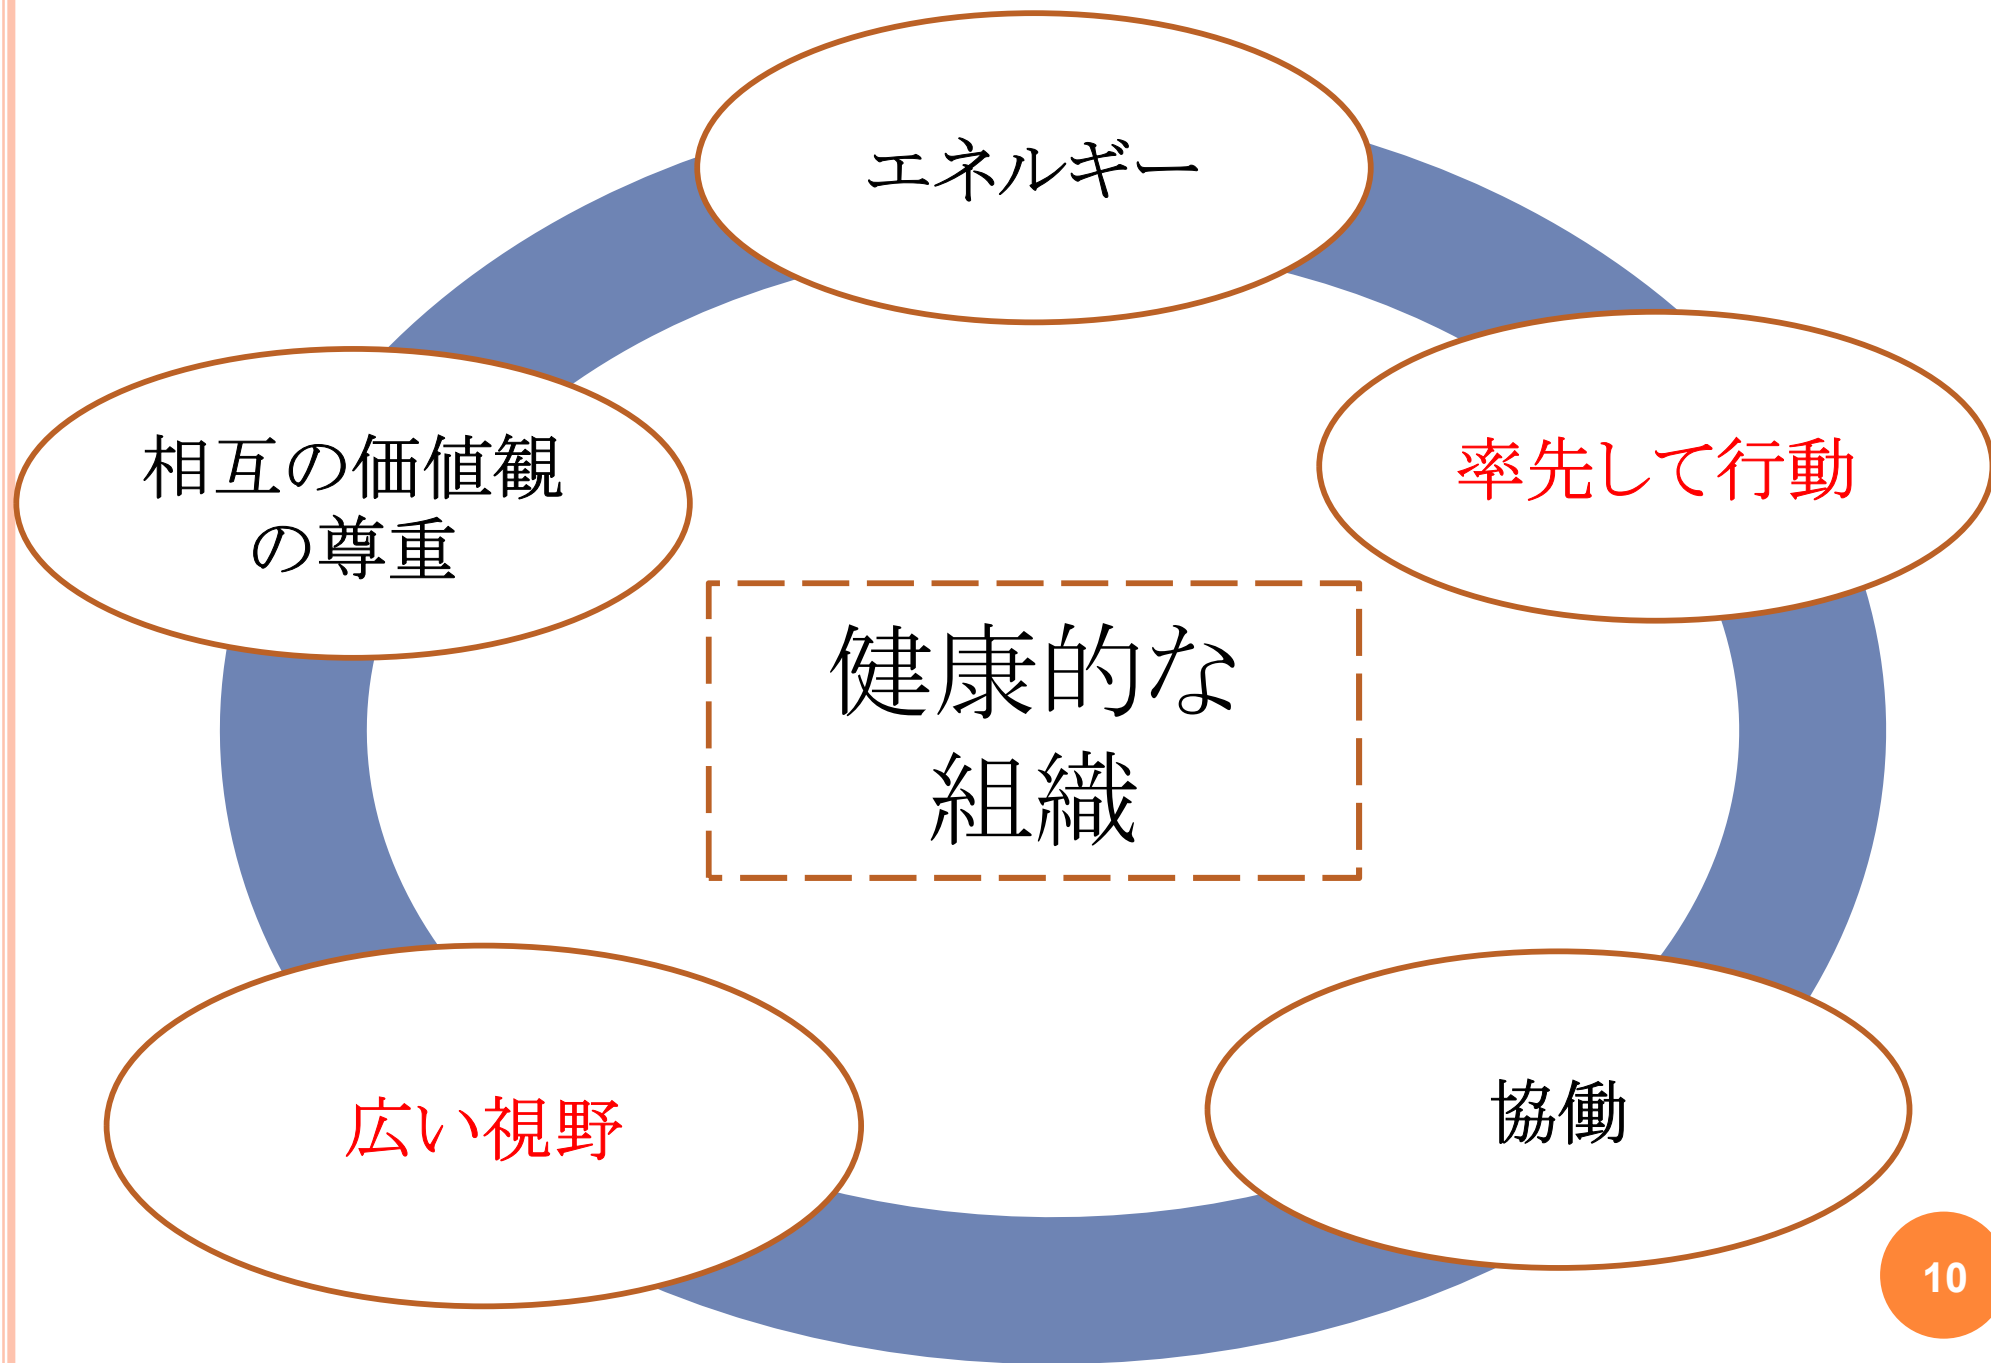 エネルギー
率先して行動
相互の価値観
の尊重
健康的な
組織
広い視野
協働
10